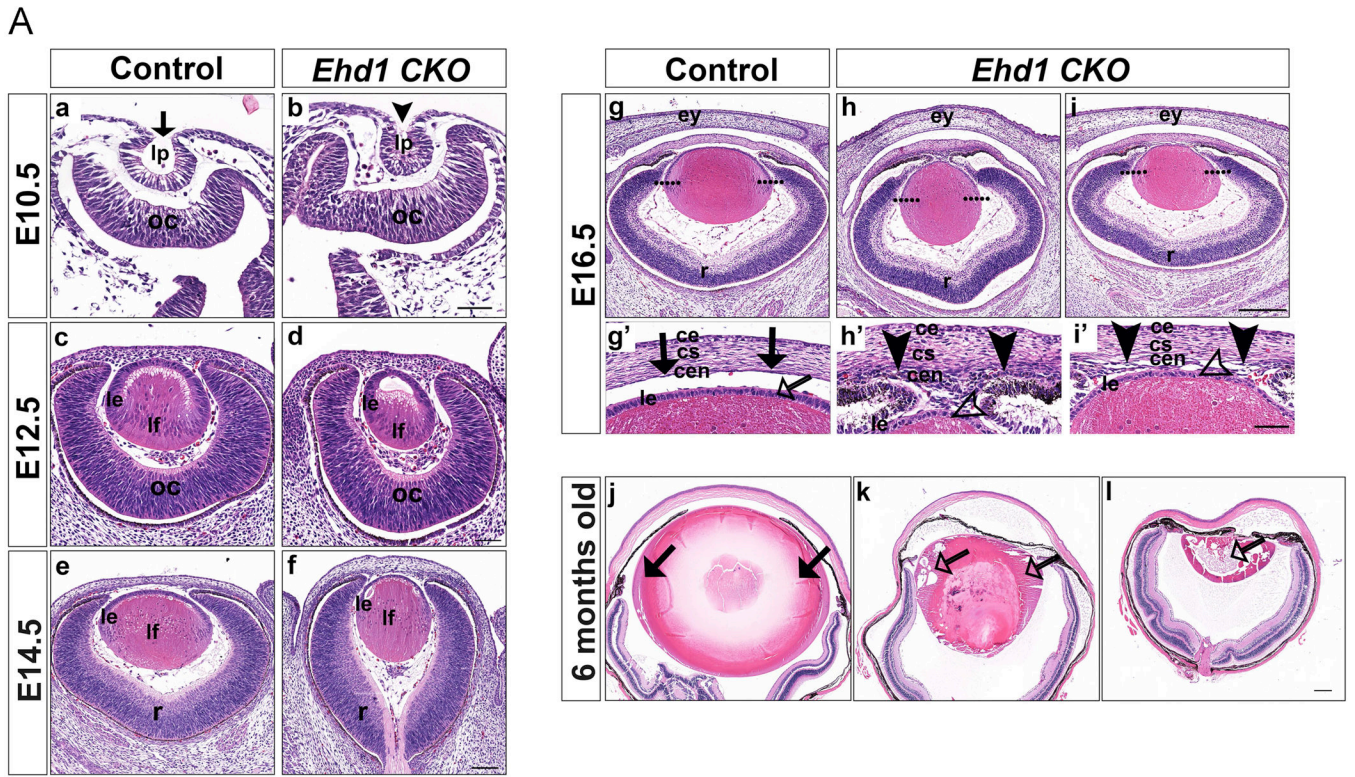 A
Control
Ehd1 CKO
E10.5
a
lp
oc
b
lp
oc
E12.5
c
le
lf
oc
d
le
lf
oc
E14.5
e
le
lf
r
f
le
lf
r
Control
Ehd1 CKO
E16.5
g
ey
r
h
ey
r
i
ey
r
g’
ce
cs
cen
le
h’
ce
cs
cen
le
i’
ce
cs
cen
le
6 months old
j
k
l